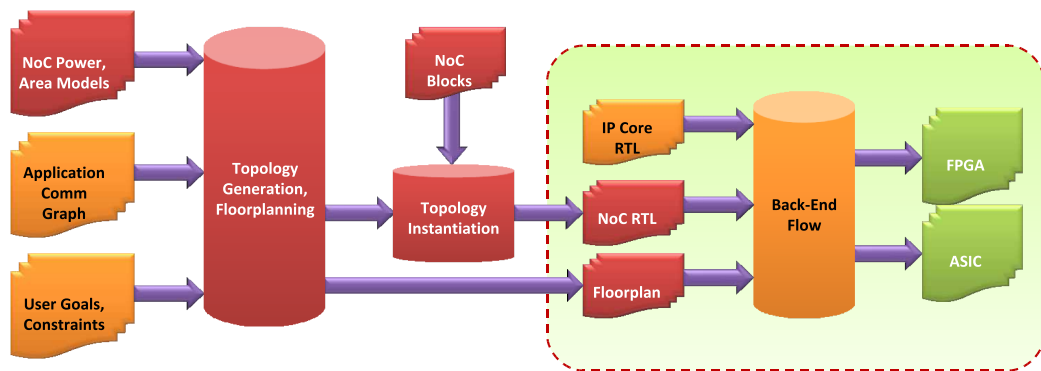 NoC Power,
Area Models
Application
Comm
Graph
User Goals,
Constraints
Topology
Generation,
Floorplanning
NoC
Blocks
Topology
Instantiation
IP Core
RTL
NoC RTL
Floorplan
Back-End
Flow
FPGA
ASIC